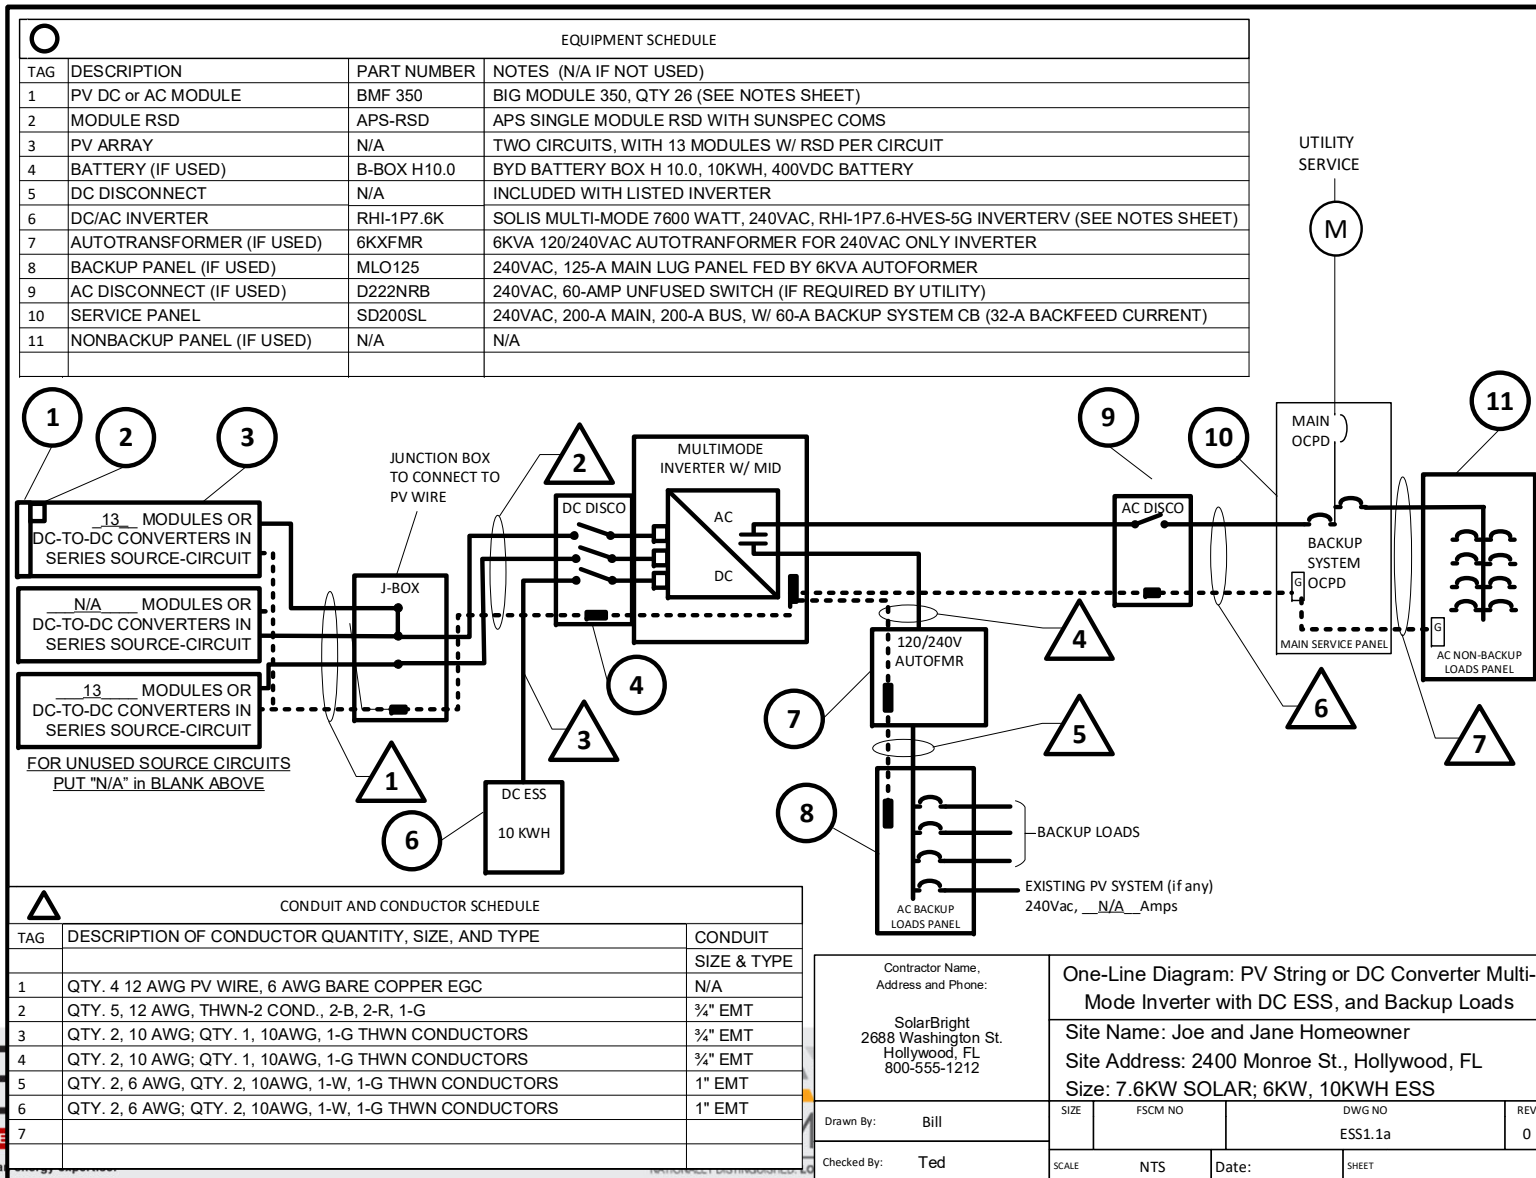 EQUIPMENT SCHEDULE
TAG DESCRIPTION PART NUMBER NOTES (N/A IF NOT USED)
1 PV DC or AC MODULE BMF 350 BIG MODULE 350, QTY 26 (SEE NOTES SHEET)
2 MODULE RSD APS-RSD APS SINGLE MODULE RSD WITH SUNSPEC COMS
3 PV ARRAY N/A TWO CIRCUITS, WITH 13 MODULES W/ RSD PER CIRCUIT
4 BATTERY (IF USED) B-BOX H10.0 BYD BATTERY BOX H 10.0, 10KWH, 400VDC BATTERY
5 DC DISCONNECT N/A INCLUDED WITH LISTED INVERTER
6 DC/AC INVERTER RHI-1P7.6K SOLIS MULTI-MODE 7600 WATT, 240VAC, RHI-1P7.6-HVES-5G INVERTERV (SEE NOTES SHEET)
7 AUTOTRANSFORMER (IF USED) 6KXFMR 6KVA 120/240VAC AUTOTRANFORMER FOR 240VAC ONLY INVERTER
8 BACKUP PANEL (IF USED) MLO125 240VAC, 125-A MAIN LUG PANEL FED BY 6KVA AUTOFORMER
9 AC DISCONNECT (IF USED) D222NRB 240VAC, 60-AMP UNFUSED SWITCH (IF REQUIRED BY UTILITY)
10 SERVICE PANEL SD200SL 240VAC, 200-A MAIN, 200-A BUS, W/ 60-A BACKUP SYSTEM CB (32-A BACKFEED CURRENT)
11 NONBACKUP PANEL (IF USED) N/A N/A
UTILITY
SERVICE
M
1
2
3
13 MODULES OR
DC-TO-DC CONVERTERS IN
SERIES SOURCE-CIRCUIT
N/A MODULES OR
DC-TO-DC CONVERTERS IN
SERIES SOURCE-CIRCUIT
13 MODULES OR
DC-TO-DC CONVERTERS IN
SERIES SOURCE-CIRCUIT
FOR UNUSED SOURCE CIRCUITS
PUT "N/A" in BLANK ABOVE
1
JUNCTION BOX
TO CONNECT TO
PV WIRE
J-BOX
2
DC DISCO
3
4
DC ESS
10 KWH
6
MULTIMODE
INVERTER W/ MID
AC
DC
4
120/240V
AUTOFMR
7
5
8
AC BACKUP
LOADS PANEL
BACKUP LOADS
EXISTING PV SYSTEM (if any)
240Vac, __N/A__Amps
9
AC DISCO
10
6
MAIN
OCPD
BACKUP
SYSTEM
OCPD
G
MAIN SERVICE PANEL
11
G
AC NON-BACKUP
LOADS PANEL
7
CONDUIT AND CONDUCTOR SCHEDULE
TAG DESCRIPTION OF CONDUCTOR QUANTITY, SIZE, AND TYPE CONDUIT
SIZE & TYPE
1 QTY. 4 12 AWG PV WIRE, 6 AWG BARE COPPER EGC N/A
2 QTY. 5, 12 AWG, THWN-2 COND., 2-B, 2-R, 1-G ¾" EMT
3 QTY. 2, 10 AWG; QTY. 1, 10AWG, 1-G THWN CONDUCTORS ¾" EMT
4 QTY. 2, 10 AWG; QTY. 1, 10AWG, 1-G THWN CONDUCTORS ¾" EMT
5 QTY. 2, 6 AWG, QTY. 2, 10AWG, 1-W, 1-G THWN CONDUCTORS 1" EMT
6 QTY. 2, 6 AWG; QTY. 2, 10AWG, 1-W, 1-G THWN CONDUCTORS 1" EMT
7
Contractor Name,
Address and Phone:
SolarBright
2688 Washington St.
Hollywood, FL
800-555-1212
Drawn By: Bill
Checked By: Ted
One-Line Diagram: PV String or DC Converter Multi-
Mode Inverter with DC ESS, and Backup Loads
Site Name: Joe and Jane Homeowner
Site Address: 2400 Monroe St., Hollywood, FL
Size: 7.6KW SOLAR; 6KW, 10KWH ESS
SIZE FSCM NO DWG NO REV
ESS1.1a 0
SCALE NTS Date: SHEET